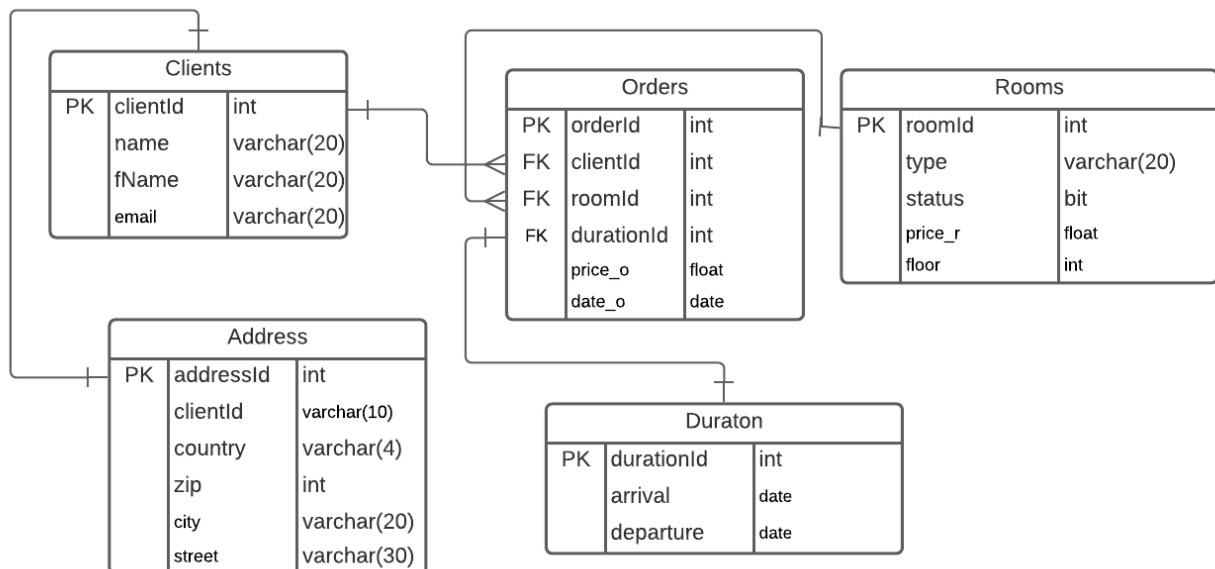 Clients
PK clientId int
name varchar(20)
fName varchar(20)
email varchar(20)
Orders
PK orderId int
FK clientId int
FK roomId int
FK durationId int
price_o float
date_o date
Rooms
PK roomId int
type varchar(20)
status bit
price_r float
floor int
Address
PK addressId int
clientId varchar(10)
country varchar(4)
zip int
city varchar(20)
street varchar(30)
Duraton
PK durationId int
arrival date
departure date